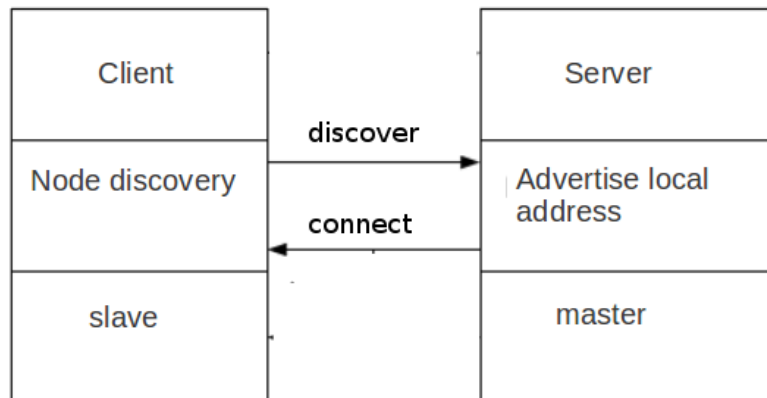 Client
Server
discover
Node discovery
Advertise local
address
connect
slave
master